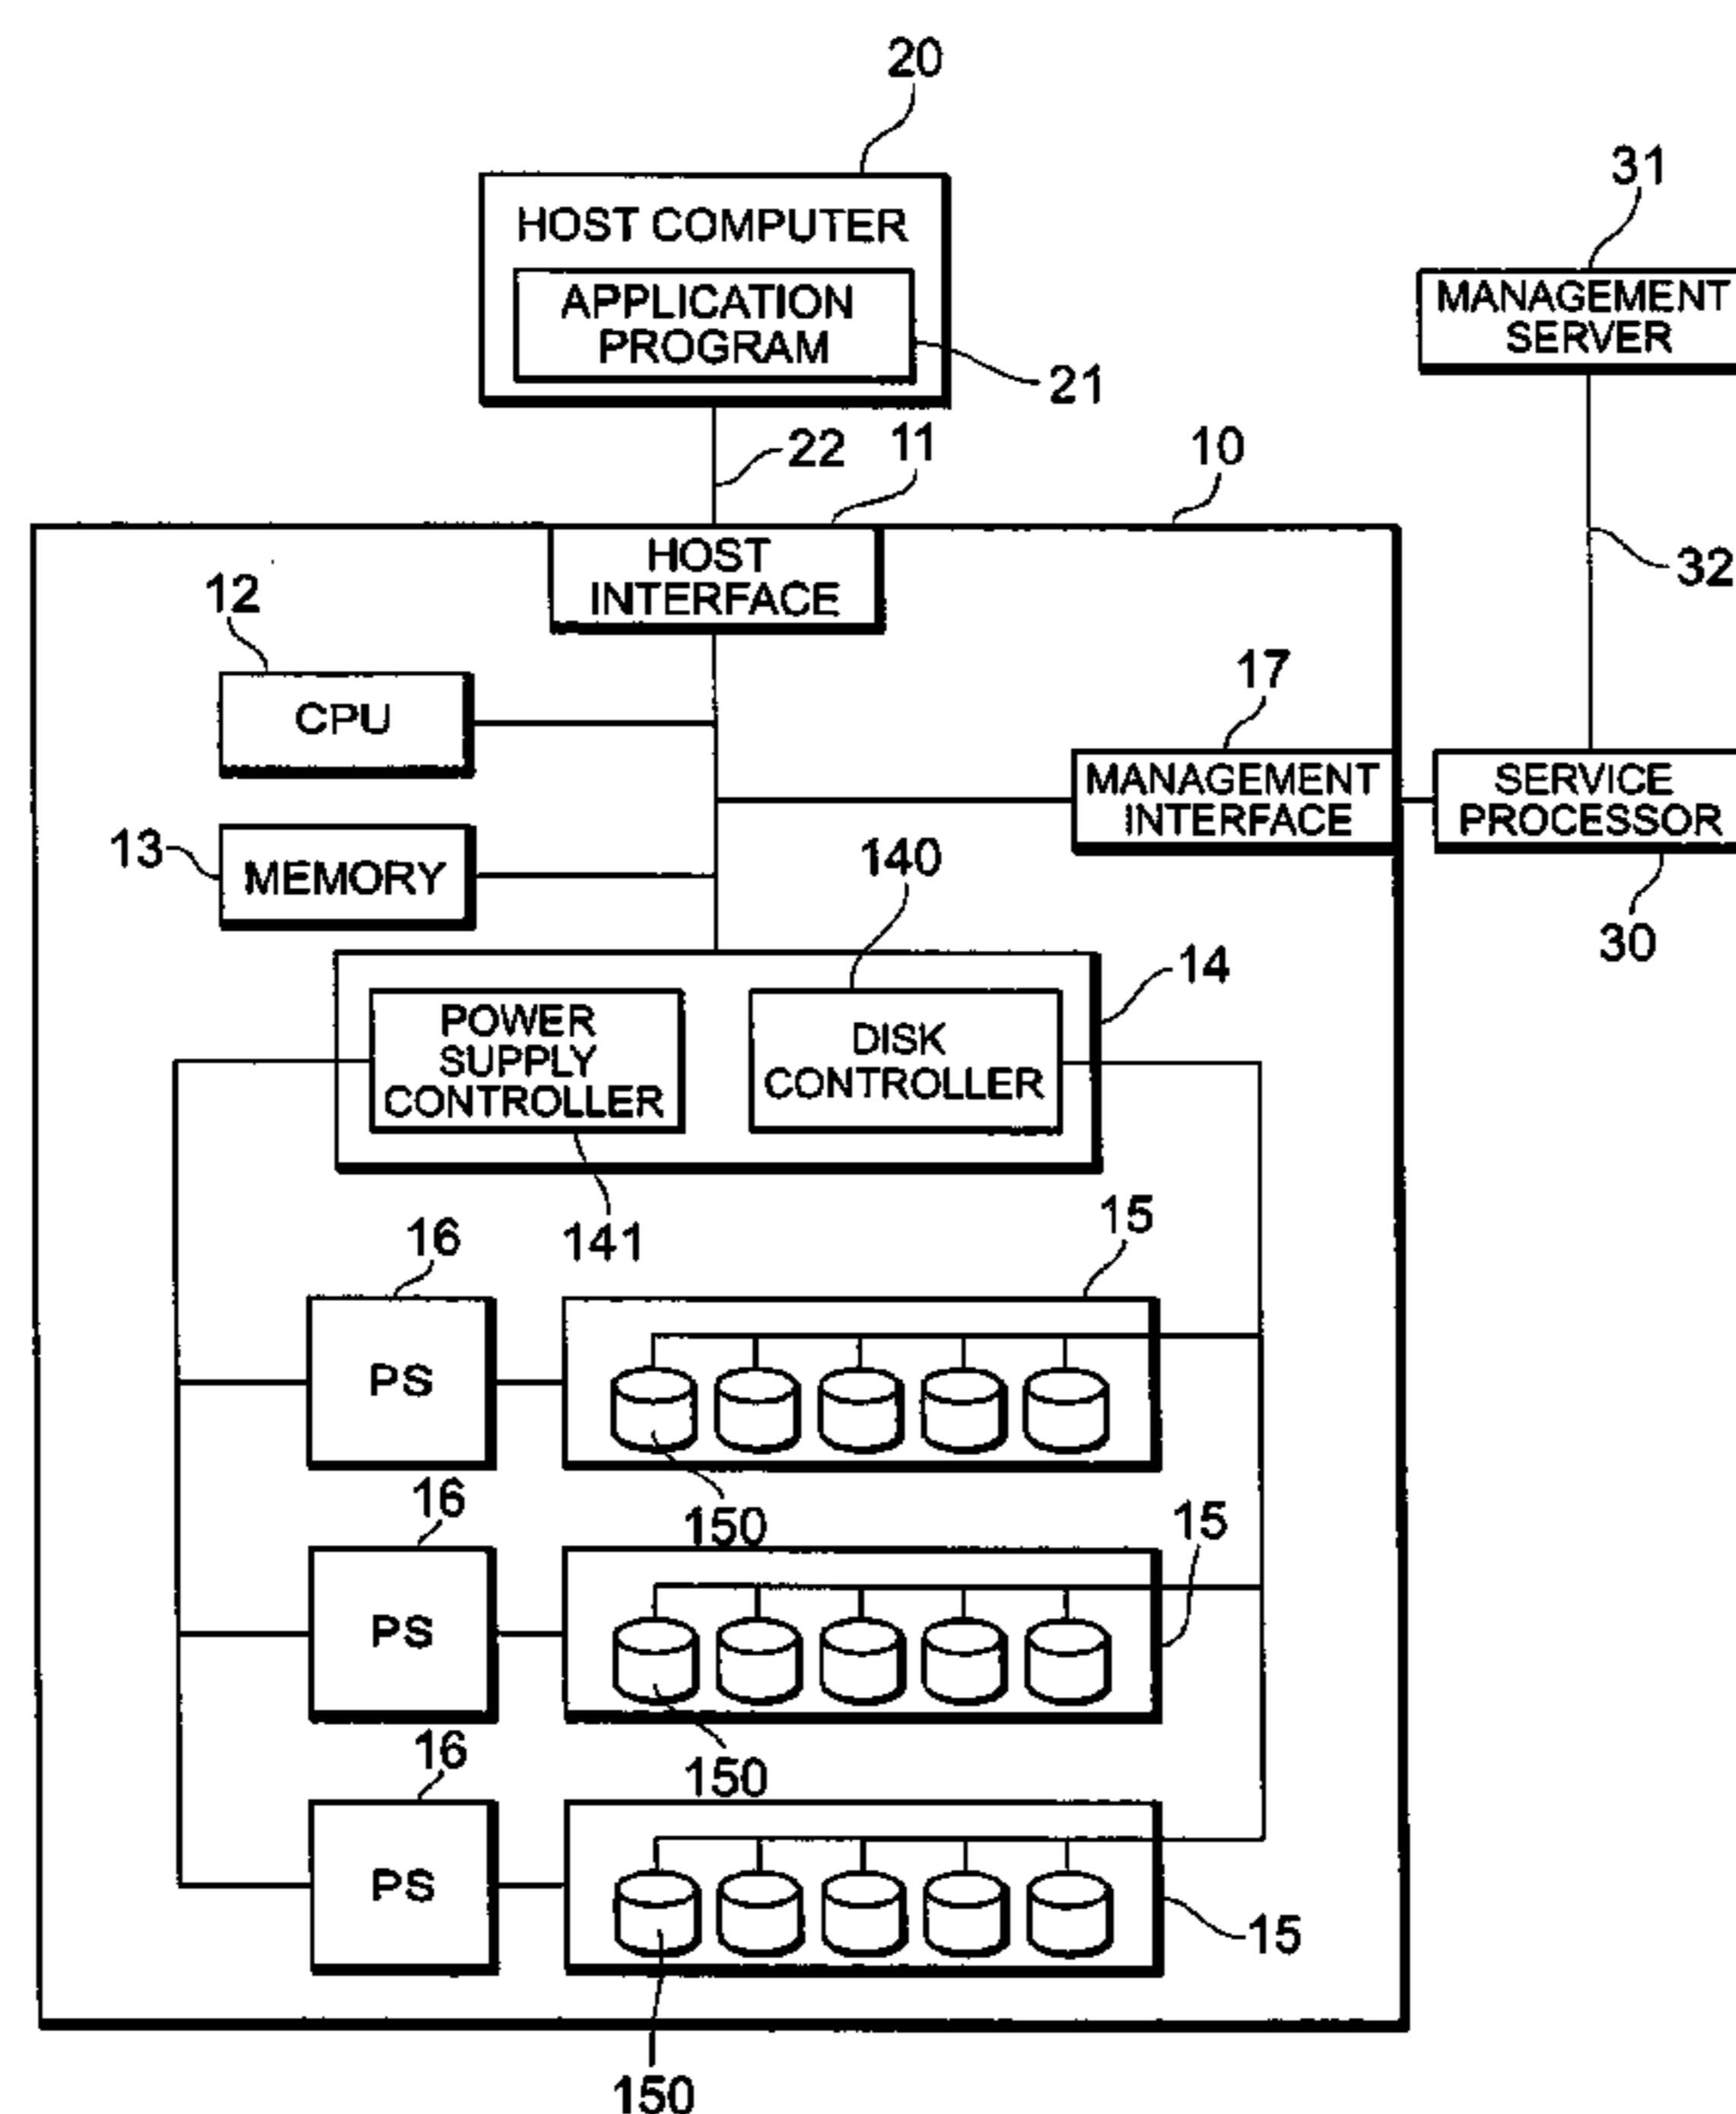 20
31
HOST COMPUTER
APPLICATION
PROGRAM
MANAGEMENT
SERVER
21
22
11
10
HOST
INTERFACE
32
12
CPU
17
MANAGEMENT
INTERFACE
SERVICE
PROCESSOR
13
MEMORY
140
30
14
POWER
SUPPLY
CONTROLLER
DISK
CONTROLLER
141
16
15
PS
150
16
15
PS
150
16
PS
15
150